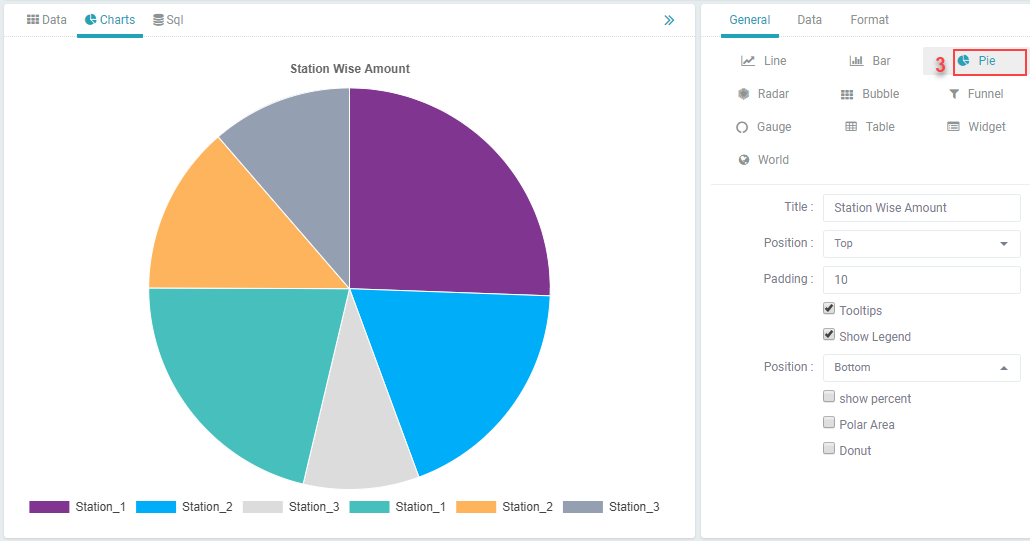 Data Charts Sql
Station Wise Amount
Station_1 Station_2 Station_3 Station_1 Station_2 Station_3
General Data Format
Line Bar 3 Pie
Radar Bubble Funnel
Gauge Table Widget
World
Title : Station Wise Amount
Position : Top
Padding : 10
Tooltips
Show Legend
Position : Bottom
show percent
Polar Area
Donut